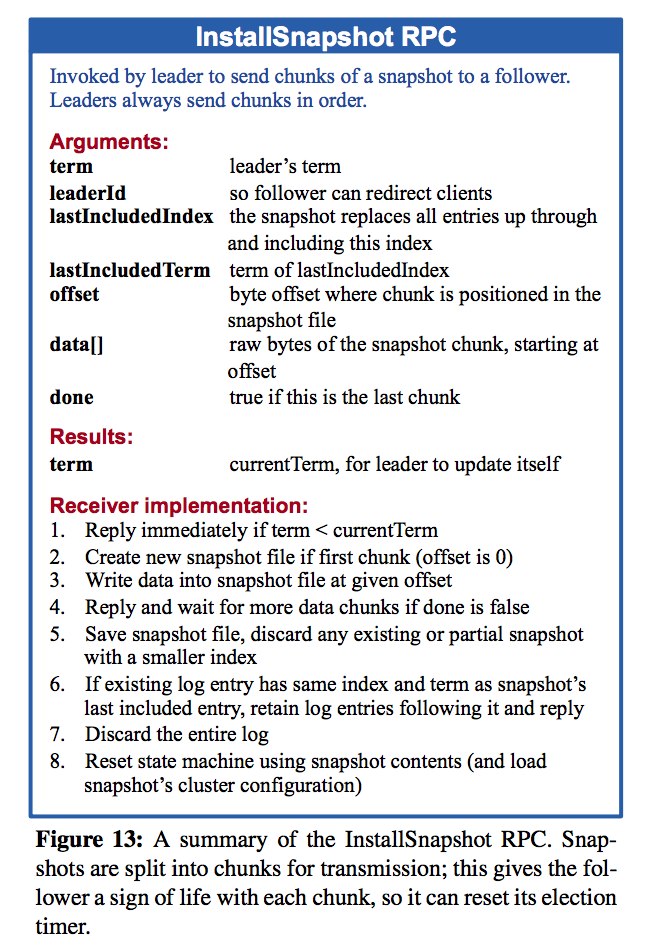 InstallSnapshot RPC
Invoked by leader to send chunks of a snapshot to a follower.
Leaders always send chunks in order.
Arguments:
term leader's term
leaderId so follower can redirect clients
lastIncludedIndex the snapshot replaces all entries up through
and including this index
lastIncludedTerm term of lastIncludedIndex
offset byte offset where chunk is positioned in the
snapshot file
data[] raw bytes of the snapshot chunk, starting at
offset
done true if this is the last chunk
Results:
term currentTerm, for leader to update itself
Receiver implementation:
1. Reply immediately if term < currentTerm
2. Create new snapshot file if first chunk (offset is 0)
3. Write data into snapshot file at given offset
4. Reply and wait for more data chunks if done is false
5. Save snapshot file, discard any existing or partial snapshot
with a smaller index
6. If existing log entry has same index and term as snapshot's
last included entry, retain log entries following it and reply
7. Discard the entire log
8. Reset state machine using snapshot contents (and load
snapshot's cluster configuration)
Figure 13: A summary of the InstallSnapshot RPC. Snap-
shots are split into chunks for transmission; this gives the fol-
lower a sign of life with each chunk, so it can reset its election
timer.